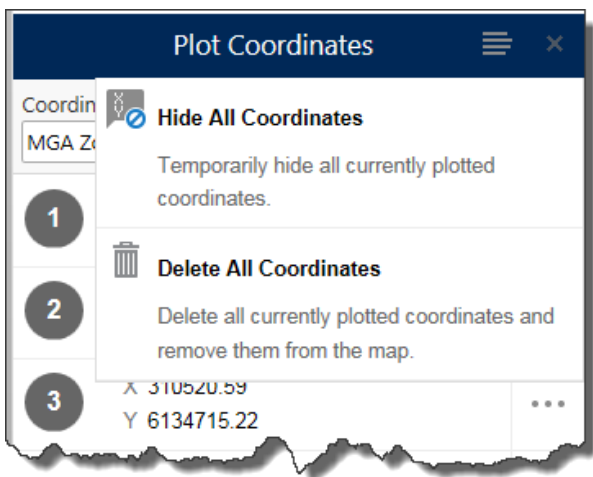 Plot Coordinates
Coordin
MGA Zo
Hide All Coordinates
Temporarily hide all currently plotted
coordinates.
1
Delete All Coordinates
2
Delete all currently plotted coordinates and
remove them from the map.
X 310520.59
3
Y 6134715.22